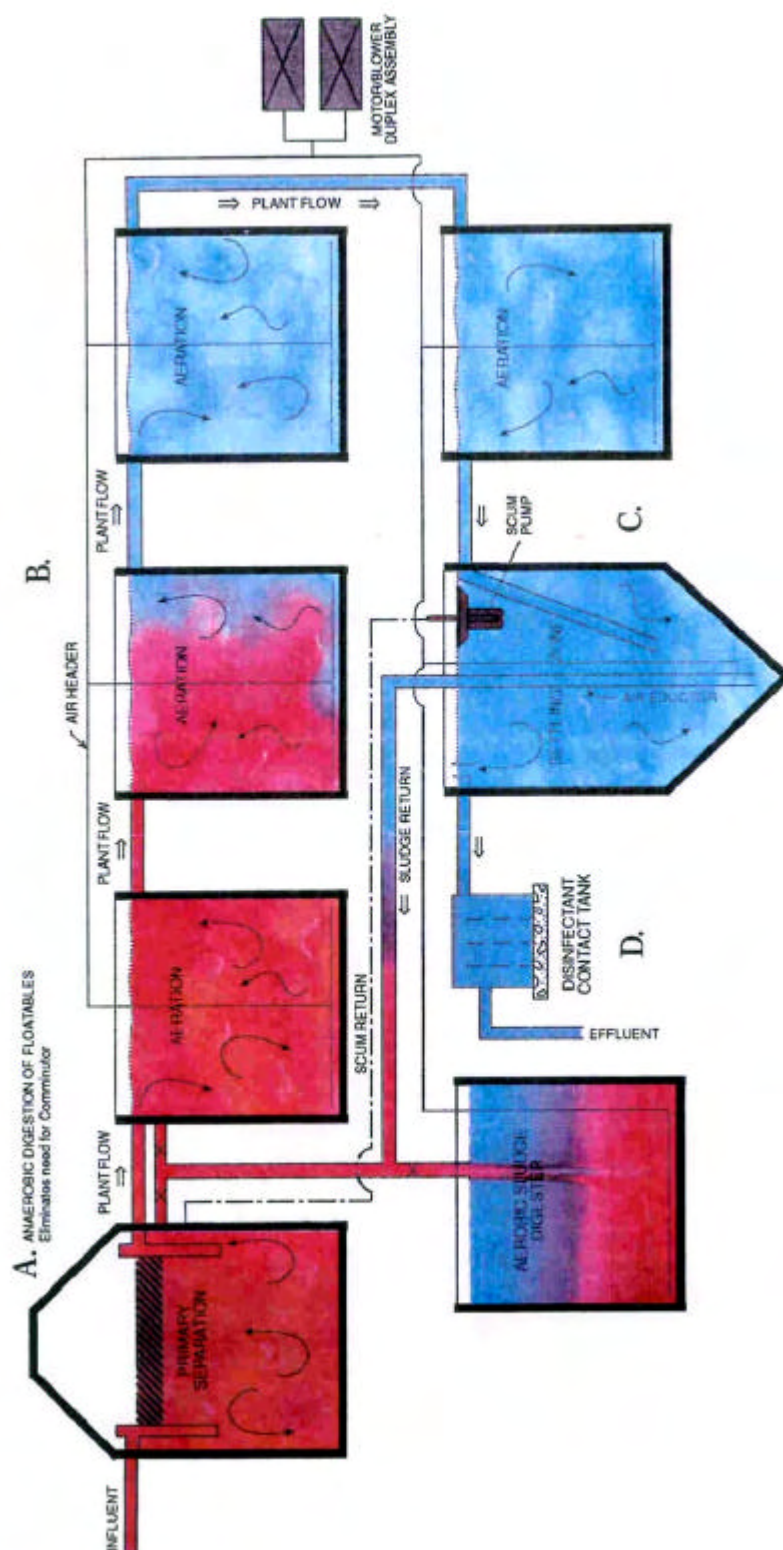 A. ANAEROBIC DIGESTION OF FLOATABLES
Eliminates need for Comminutor
B.
AIR HEADER
MOTOR/BLOWER
DUPLEX ASSEMBLY
INFLUENT
PRIMARY
SEPARATION
PLANT FLOW
AERATION
PLANT FLOW
AERATION
PLANT FLOW
AERATION
PLANT FLOW
SCUM RETURN
SLUDGE RETURN
AEROBIC SLUDGE
DIGESTER
EFFLUENT
DISINFECTANT
CONTACT TANK
D.
AIR EDUCTER
SCUM
PUMP
C.
AERATION